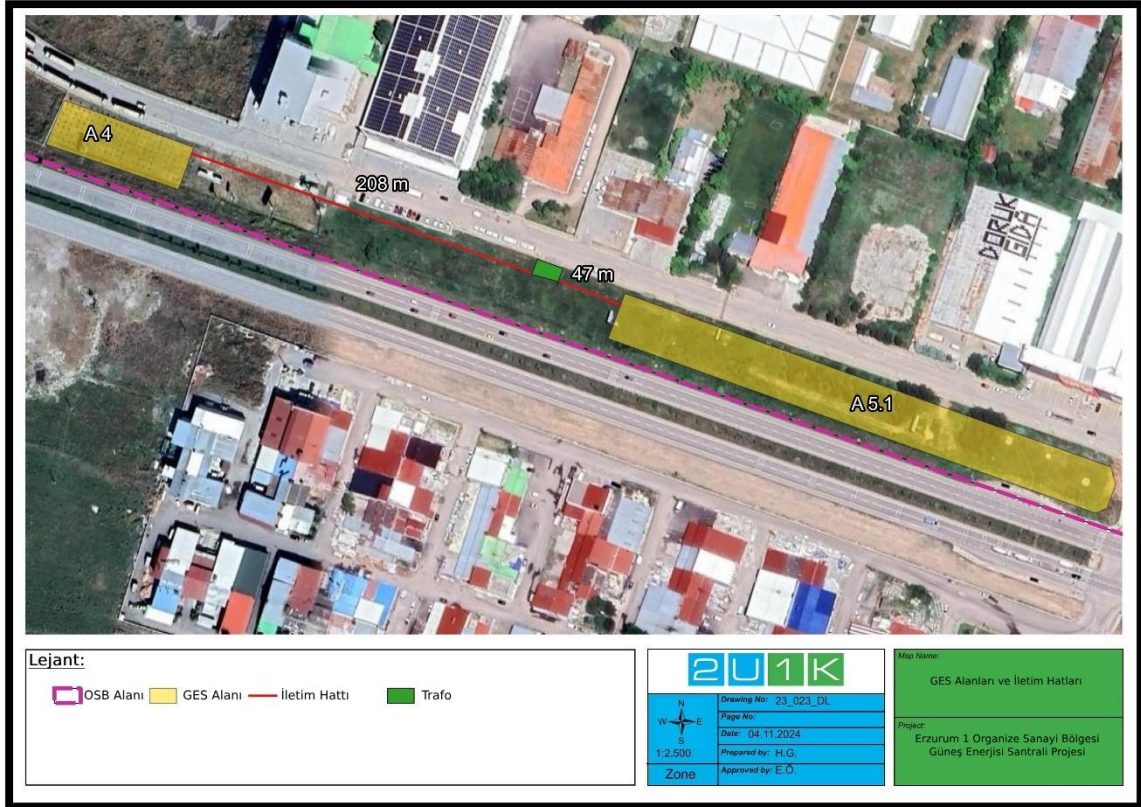 A 4
208 m
47 m
A 5.1
DORUK
GIDA
Lejant:
OSB Alanı
GES Alanı
İletim Hattı
Trafo
2U1K
N
W
E
S
1:2,500
Zone
Drawing No: 23_023_DL
Page No:
Date: 04.11.2024
Prepared by: H.G.
Approved by: E.Ö.
Map Name:
GES Alanları ve İletim Hatları
Project:
Erzurum 1 Organize Sanayi Bölgesi
Güneş Enerjisi Santrali Projesi